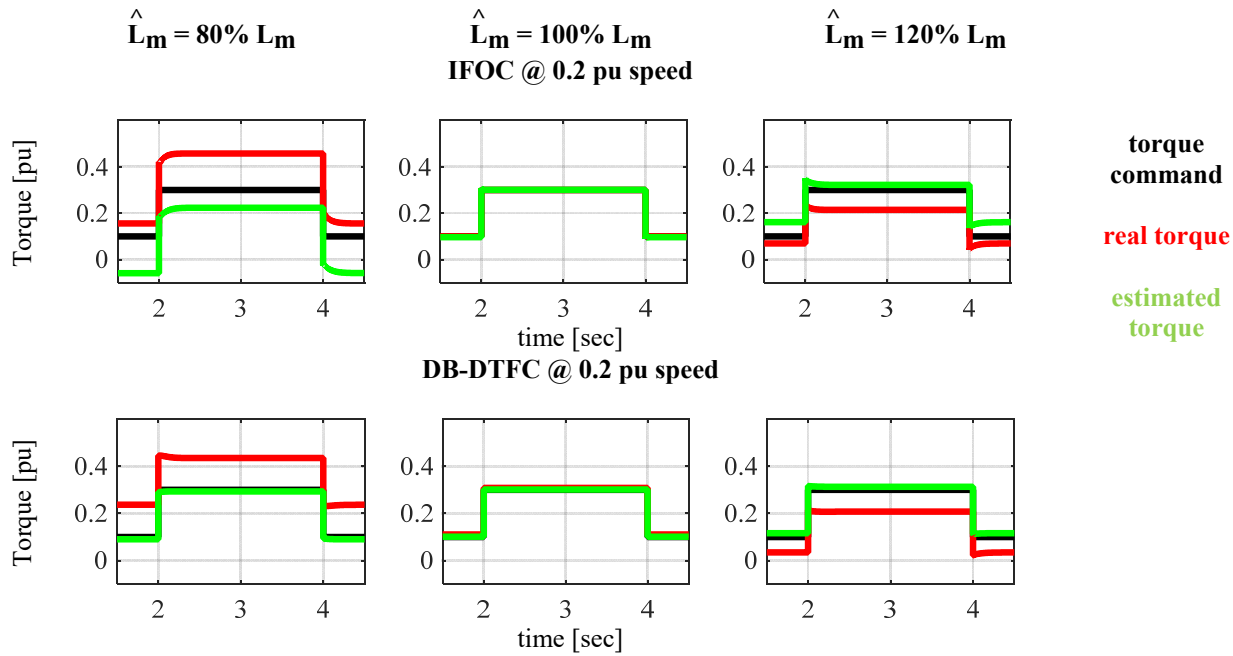 ^ ^ ^
Lm = 80% Lm Lm = 100% Lm Lm = 120% Lm
IFOC @ 0.2 pu speed
Torque [pu]
0.4
0.2
0
2 3 4
0.4
0.2
0
2 3 4
0.4
0.2
0
2 3 4
time [sec]
torque
command
real torque
estimated
torque
DB-DTFC @ 0.2 pu speed
Torque [pu]
0.4
0.2
0
2 3 4
0.4
0.2
0
2 3 4
0.4
0.2
0
2 3 4
time [sec]